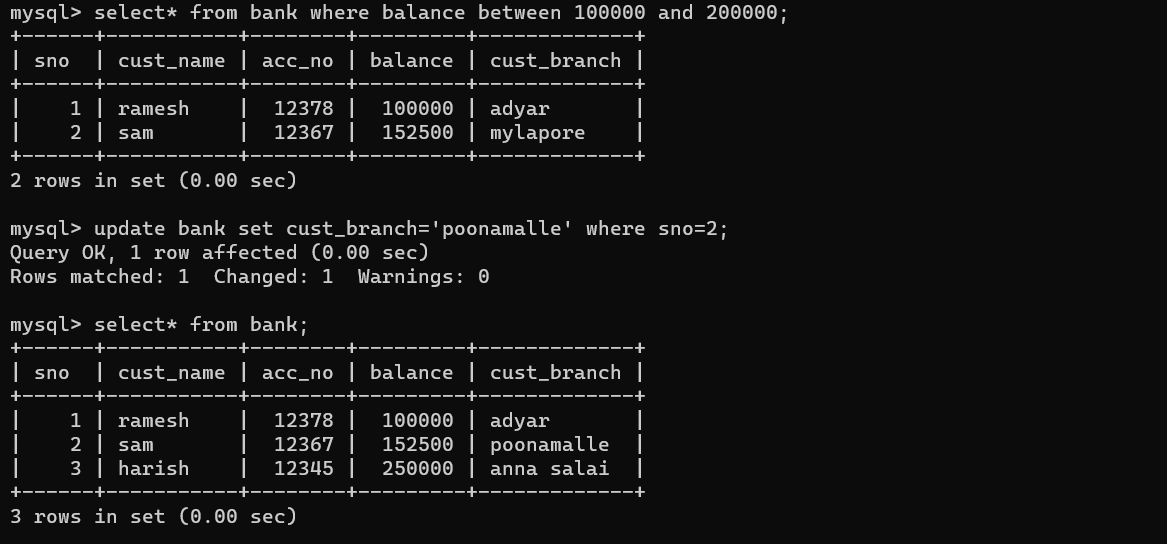 mysql> select* from bank where balance between 100000 and 200000;
+------+-----------+--------+---------+-------------+
| sno  | cust_name | acc_no | balance | cust_branch |
+------+-----------+--------+---------+-------------+
|    1 | ramesh    |  12378 |  100000 | adyar       |
|    2 | sam       |  12367 |  152500 | mylapore    |
+------+-----------+--------+---------+-------------+
2 rows in set (0.00 sec)

mysql> update bank set cust_branch='poonamalle' where sno=2;
Query OK, 1 row affected (0.00 sec)
Rows matched: 1  Changed: 1  Warnings: 0

mysql> select* from bank;
+------+-----------+--------+---------+-------------+
| sno  | cust_name | acc_no | balance | cust_branch |
+------+-----------+--------+---------+-------------+
|    1 | ramesh    |  12378 |  100000 | adyar       |
|    2 | sam       |  12367 |  152500 | poonamalle  |
|    3 | harish    |  12345 |  250000 | anna salai  |
+------+-----------+--------+---------+-------------+
3 rows in set (0.00 sec)